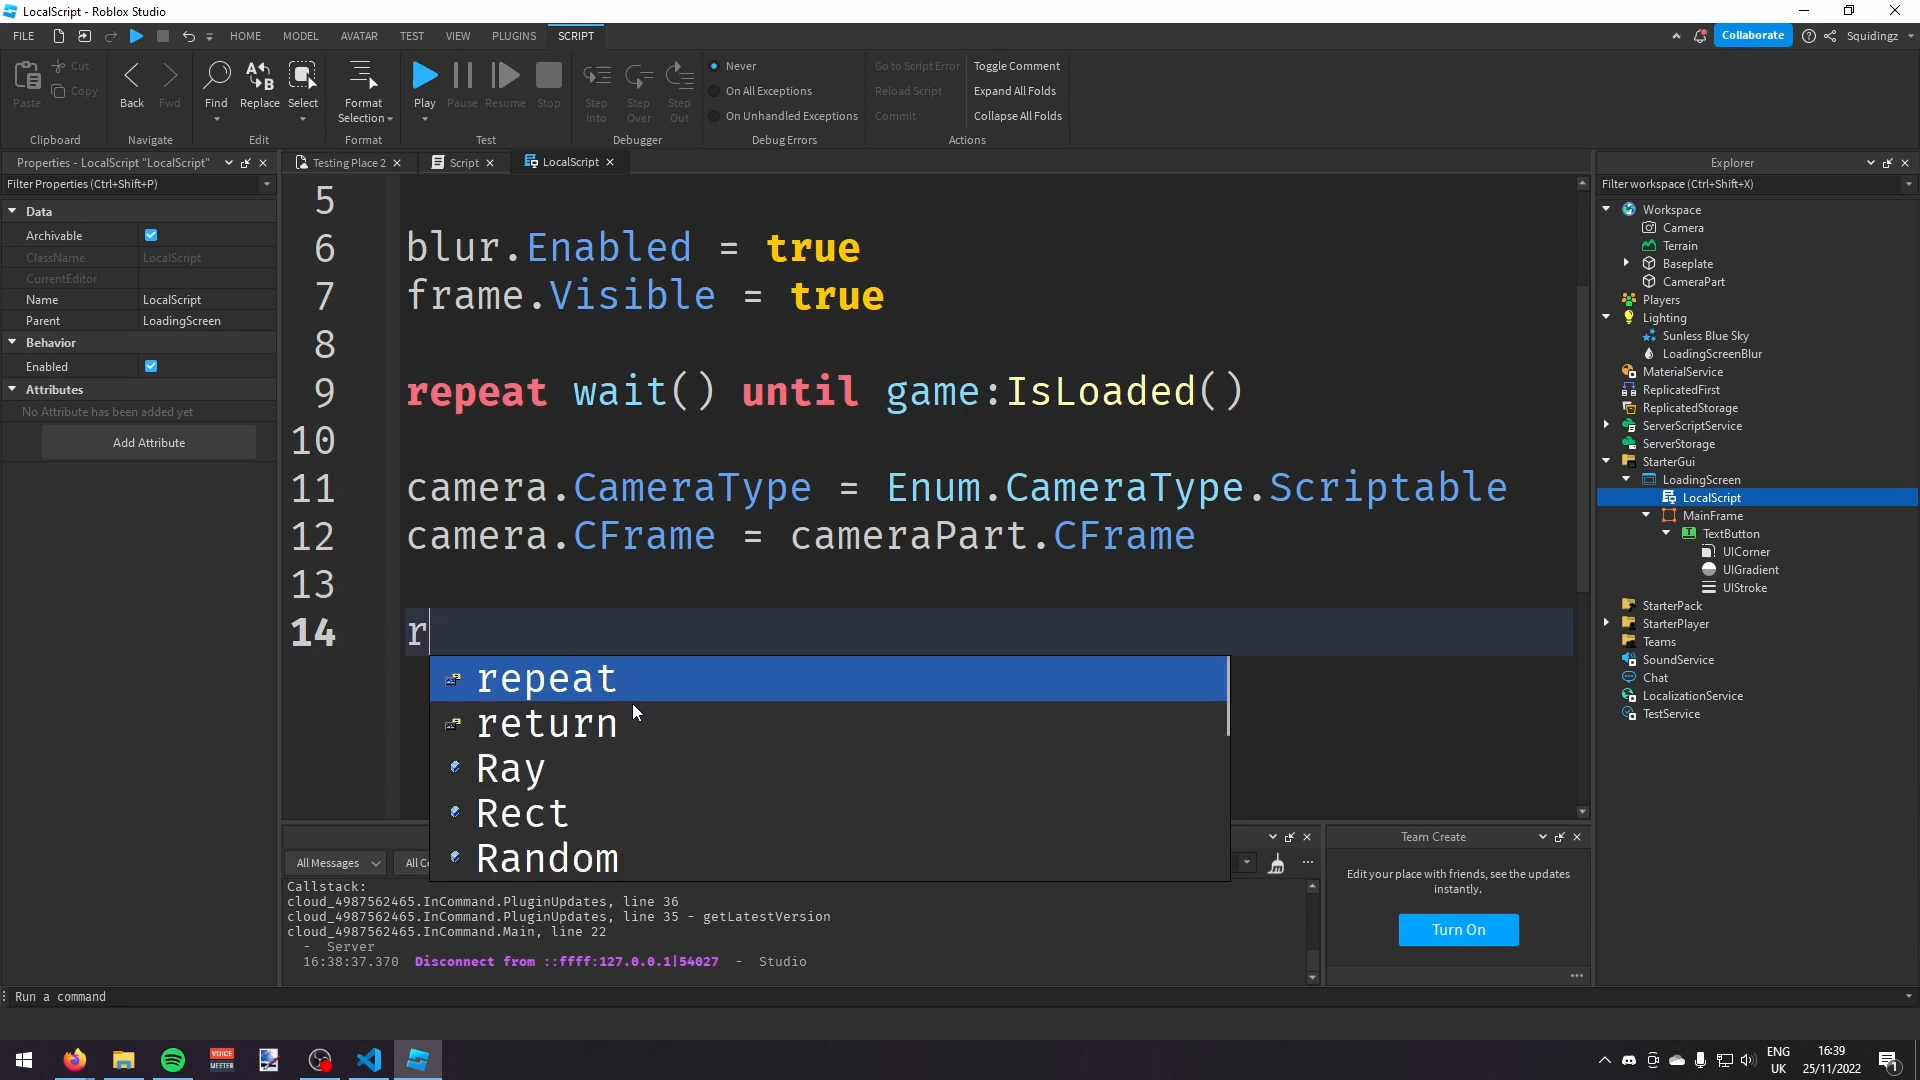 LocalScript - Roblox Studio
FILE HOME MODEL AVATAR TEST VIEW PLUGINS SCRIPT Collaborate Squidingz
Paste Cut Copy Back Fwd Find Replace Select Format Selection Play Pause Resume Stop Step Into Step Over Step Out
Never
On All Exceptions
On Unhandled Exceptions
Go to Script Error
Reload Script
Commit
Toggle Comment
Expand All Folds
Collapse All Folds
Clipboard Navigate Edit Format Test Debugger Debug Errors Actions
Properties - LocalScript "LocalScript"
Filter Properties (Ctrl+Shift+P)
Data
Archivable
ClassName LocalScript
CurrentEditor
Name LocalScript
Parent LoadingScreen
Behavior
Enabled
Attributes
No Attribute has been added yet
Add Attribute
Testing Place 2 Script LocalScript
5
6 blur.Enabled = true
7 frame.Visible = true
8
9 repeat wait() until game:IsLoaded()
10
11 camera.CameraType = Enum.CameraType.Scriptable
12 camera.CFrame = cameraPart.CFrame
13
14 r
repeat
return
Ray
Rect
Random
All Messages All Co
Callstack:
cloud_4987562465.InCommand.PluginUpdates, line 36
cloud_4987562465.InCommand.PluginUpdates, line 35 - getLatestVersion
cloud_4987562465.InCommand.Main, line 22
- Server
16:38:37.370 Disconnect from ::ffff:127.0.0.1|54027 - Studio
Team Create
Edit your place with friends, see the updates
instantly.
Turn On
Explorer
Filter workspace (Ctrl+Shift+X)
Workspace
Camera
Terrain
Baseplate
CameraPart
Players
Lighting
Sunless Blue Sky
LoadingScreenBlur
MaterialService
ReplicatedFirst
ReplicatedStorage
ServerScriptService
ServerStorage
StarterGui
LoadingScreen
LocalScript
MainFrame
TextButton
UICorner
UIGradient
UIStroke
StarterPack
StarterPlayer
Teams
SoundService
Chat
LocalizationService
TestService
Run a command
VOICE
MEETER
ENG
UK
16:39
25/11/2022
1